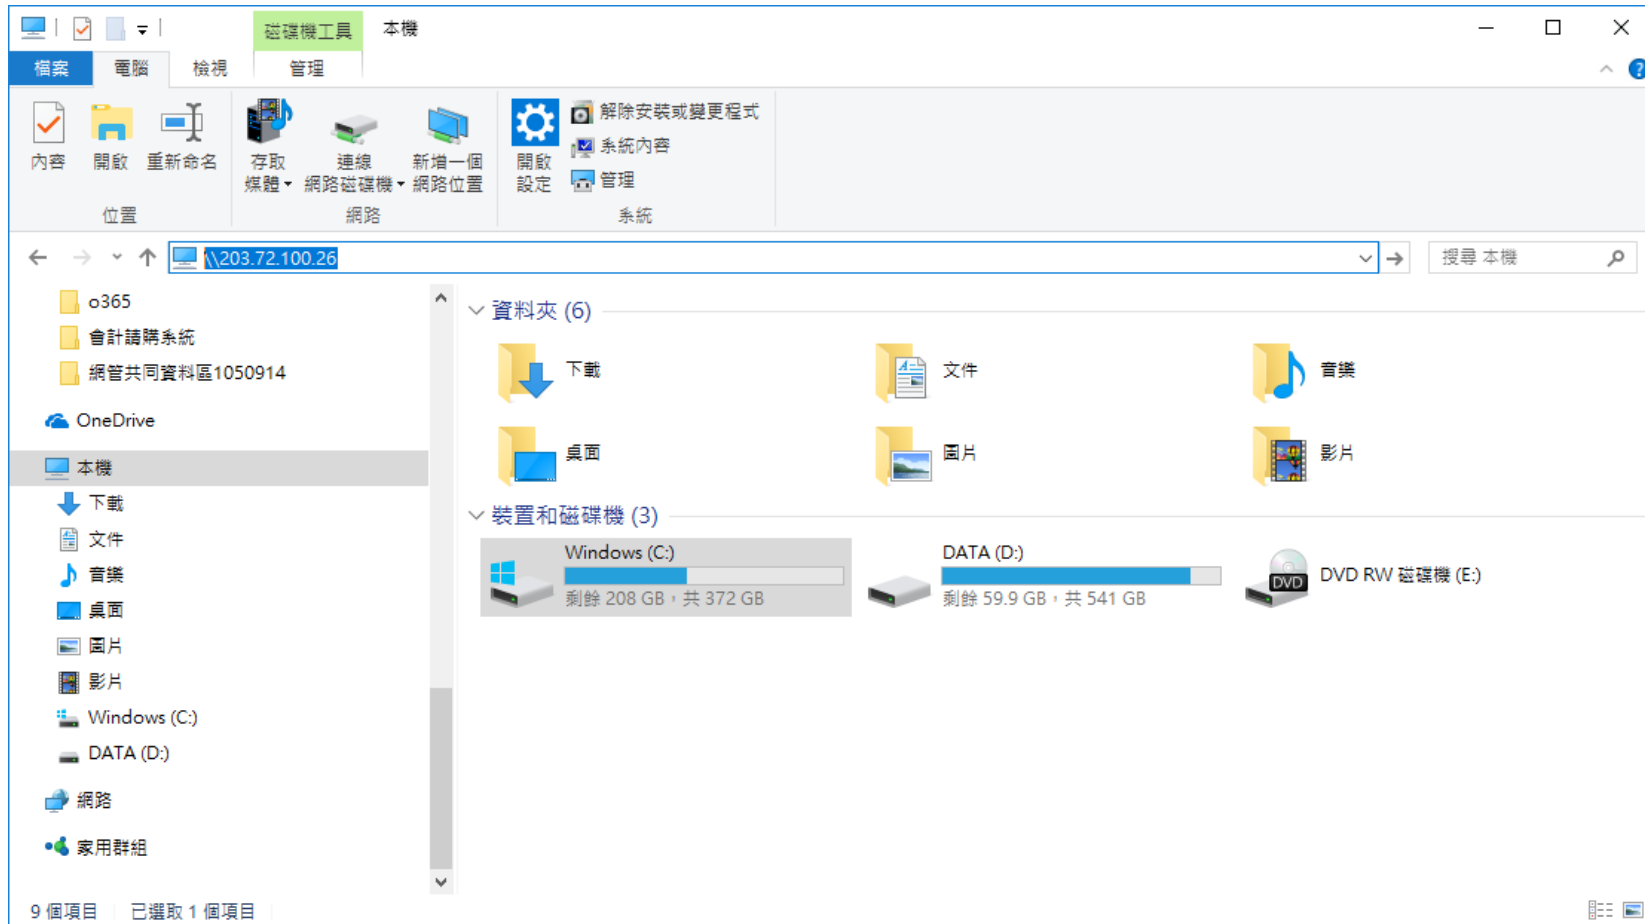 磁碟機工具 本機
檔案 電腦 檢視 管理
內容 開啟 重新命名 存取媒體 連線網路磁碟機 新增一個網路位置 開啟設定
解除安裝或變更程式
系統內容
管理
位置 網路 系統
\\203.72.100.26 搜尋 本機
o365
會計請購系統
網管共同資料區1050914
OneDrive
本機
下載
文件
音樂
桌面
圖片
影片
Windows (C:)
DATA (D:)
網路
家用群組
資料夾 (6)
下載 文件 音樂
桌面 圖片 影片
裝置和磁碟機 (3)
Windows (C:)
剩餘 208 GB，共 372 GB
DATA (D:)
剩餘 59.9 GB，共 541 GB
DVD RW 磁碟機 (E:)
DVD
9 個項目 已選取 1 個項目